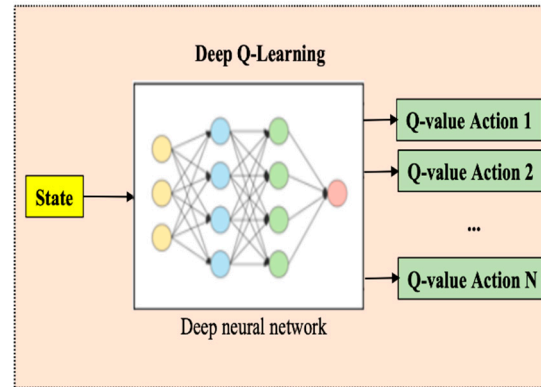 Deep Q-Learning
State
Q-value Action 1
Q-value Action 2
...
Q-value Action N
Deep neural network